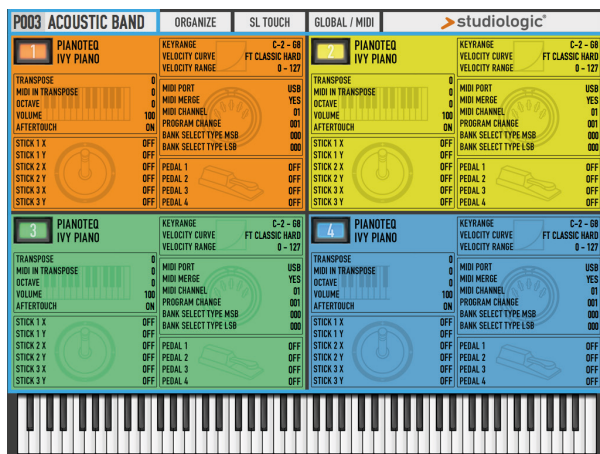 P003 ACOUSTIC BAND
ORGANIZE
SL TOUCH
GLOBAL / MIDI
studiologic®
1
PIANOTEQ
IVY PIANO
KEYRANGE C-2 - G8
VELOCITY CURVE FT CLASSIC HARD
VELOCITY RANGE 0 - 127
TRANSPOSE 0
MIDI IN TRANSPOSE 0
OCTAVE 0
VOLUME 100
AFTERTOUCH ON
MIDI PORT USB
MIDI MERGE YES
MIDI CHANNEL 01
PROGRAM CHANGE 001
BANK SELECT TYPE MSB 000
BANK SELECT TYPE LSB 000
STICK 1 X OFF
STICK 1 Y OFF
STICK 2 X OFF
STICK 2 Y OFF
STICK 3 X OFF
STICK 3 Y OFF
PEDAL 1 OFF
PEDAL 2 OFF
PEDAL 3 OFF
PEDAL 4 OFF
2
PIANOTEQ
IVY PIANO
KEYRANGE C-2 - G8
VELOCITY CURVE FT CLASSIC HARD
VELOCITY RANGE 0 - 127
TRANSPOSE 0
MIDI IN TRANSPOSE 0
OCTAVE 0
VOLUME 100
AFTERTOUCH ON
MIDI PORT USB
MIDI MERGE YES
MIDI CHANNEL 01
PROGRAM CHANGE 001
BANK SELECT TYPE MSB 000
BANK SELECT TYPE LSB 000
STICK 1 X OFF
STICK 1 Y OFF
STICK 2 X OFF
STICK 2 Y OFF
STICK 3 X OFF
STICK 3 Y OFF
PEDAL 1 OFF
PEDAL 2 OFF
PEDAL 3 OFF
PEDAL 4 OFF
3
PIANOTEQ
IVY PIANO
KEYRANGE C-2 - G8
VELOCITY CURVE FT CLASSIC HARD
VELOCITY RANGE 0 - 127
TRANSPOSE 0
MIDI IN TRANSPOSE 0
OCTAVE 0
VOLUME 100
AFTERTOUCH ON
MIDI PORT USB
MIDI MERGE YES
MIDI CHANNEL 01
PROGRAM CHANGE 001
BANK SELECT TYPE MSB 000
BANK SELECT TYPE LSB 000
STICK 1 X OFF
STICK 1 Y OFF
STICK 2 X OFF
STICK 2 Y OFF
STICK 3 X OFF
STICK 3 Y OFF
PEDAL 1 OFF
PEDAL 2 OFF
PEDAL 3 OFF
PEDAL 4 OFF
4
PIANOTEQ
IVY PIANO
KEYRANGE C-2 - G8
VELOCITY CURVE FT CLASSIC HARD
VELOCITY RANGE 0 - 127
TRANSPOSE 0
MIDI IN TRANSPOSE 0
OCTAVE 0
VOLUME 100
AFTERTOUCH ON
MIDI PORT USB
MIDI MERGE YES
MIDI CHANNEL 01
PROGRAM CHANGE 001
BANK SELECT TYPE MSB 000
BANK SELECT TYPE LSB 000
STICK 1 X OFF
STICK 1 Y OFF
STICK 2 X OFF
STICK 2 Y OFF
STICK 3 X OFF
STICK 3 Y OFF
PEDAL 1 OFF
PEDAL 2 OFF
PEDAL 3 OFF
PEDAL 4 OFF